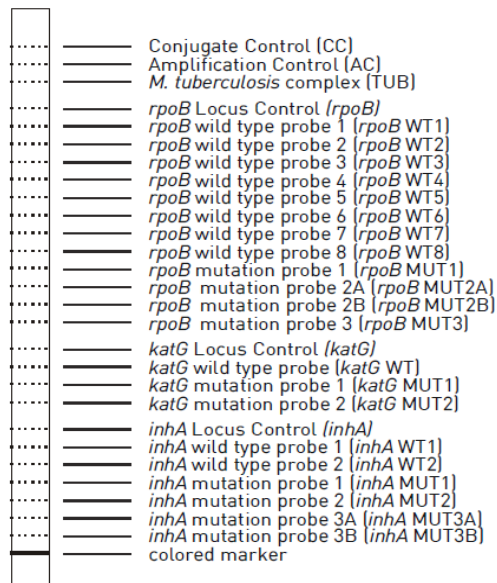 Conjugate Control (CC)
Amplification Control (AC)
M. tuberculosis complex (TUB)
rpoB Locus Control (rpoB)
rpoB wild type probe 1 (rpoB WT1)
rpoB wild type probe 2 (rpoB WT2)
rpoB wild type probe 3 (rpoB WT3)
rpoB wild type probe 4 (rpoB WT4)
rpoB wild type probe 5 (rpoB WT5)
rpoB wild type probe 6 (rpoB WT6)
rpoB wild type probe 7 (rpoB WT7)
rpoB wild type probe 8 (rpoB WT8)
rpoB mutation probe 1 (rpoB MUT1)
rpoB mutation probe 2A (rpoB MUT2A)
rpoB mutation probe 2B (rpoB MUT2B)
rpoB mutation probe 3 (rpoB MUT3)
katG Locus Control (katG)
katG wild type probe (katG WT)
katG mutation probe 1 (katG MUT1)
katG mutation probe 2 (katG MUT2)
inhA Locus Control (inhA)
inhA wild type probe 1 (inhA WT1)
inhA wild type probe 2 (inhA WT2)
inhA mutation probe 1 (inhA MUT1)
inhA mutation probe 2 (inhA MUT2)
inhA mutation probe 3A (inhA MUT3A)
inhA mutation probe 3B (inhA MUT3B)
colored marker